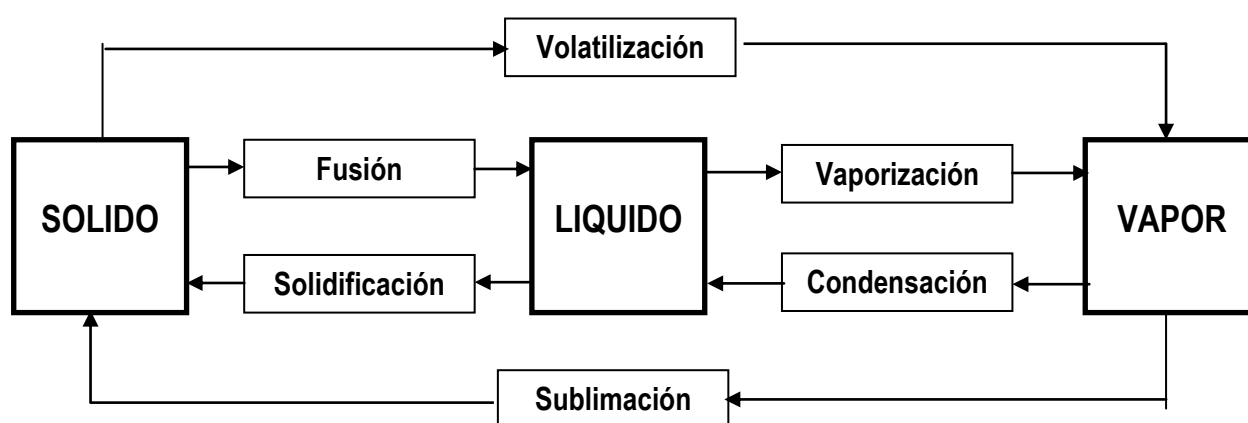 Volatilización
Fusión
Vaporización
SOLIDO
LIQUIDO
VAPOR
Solidificación
Condensación
Sublimación